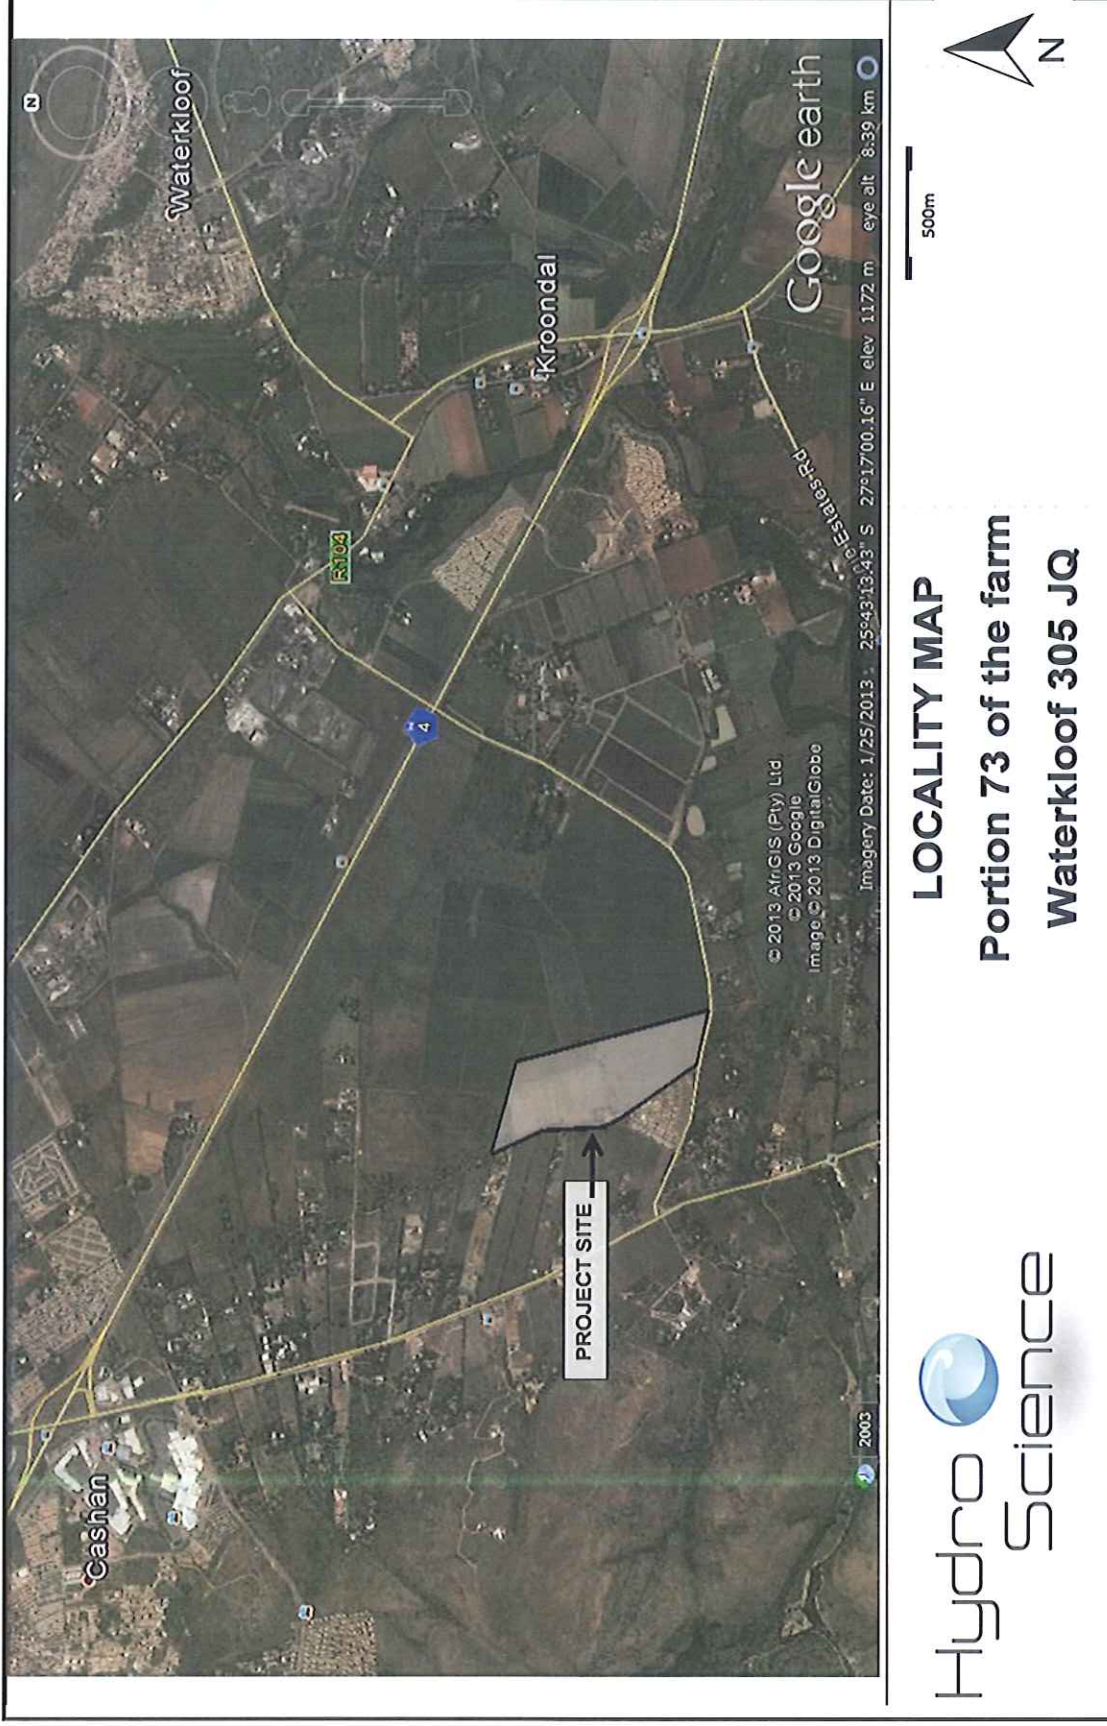 N
Waterkloof
Cashan
R104
4
Kroondal
PROJECT SITE
Estates-Rd
© 2013 AfriGIS (Pty) Ltd.
© 2013 Google
Image © 2013 DigitalGlobe
Google earth
2003
Imagery Date: 1/25/2013 25°43'13.43" S 27°17'00.16" E elev 1172 m eye alt 8.39 km
Hydro
Science
LOCALITY MAP
Portion 73 of the farm
Waterkloof 305 JQ
500m
N